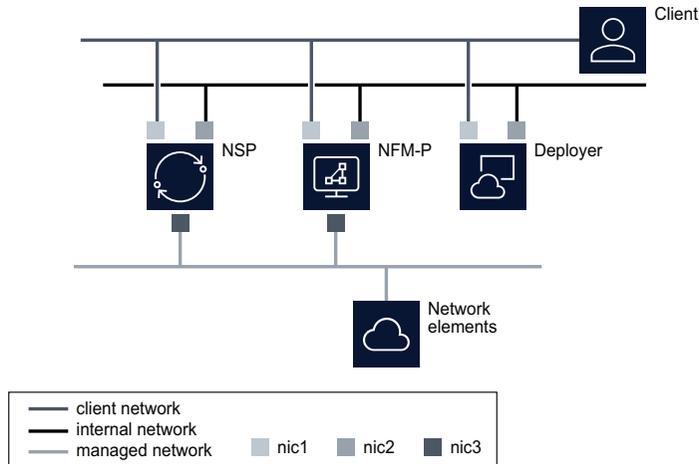 Client
NSP
NFM-P
Deployer
Network
elements
client network
internal network
managed network
nic1
nic2
nic3